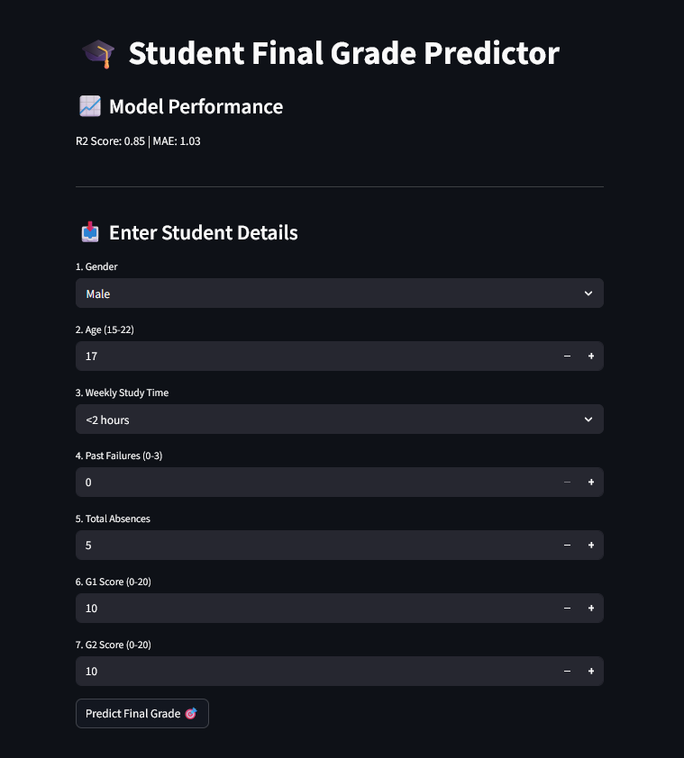 🎓 Student Final Grade Predictor
📈 Model Performance
R2 Score: 0.85 | MAE: 1.03
📥 Enter Student Details
1. Gender
Male
2. Age (15-22)
17
3. Weekly Study Time
<2 hours
4. Past Failures (0-3)
0
5. Total Absences
5
6. G1 Score (0-20)
10
7. G2 Score (0-20)
10
Predict Final Grade 🎯